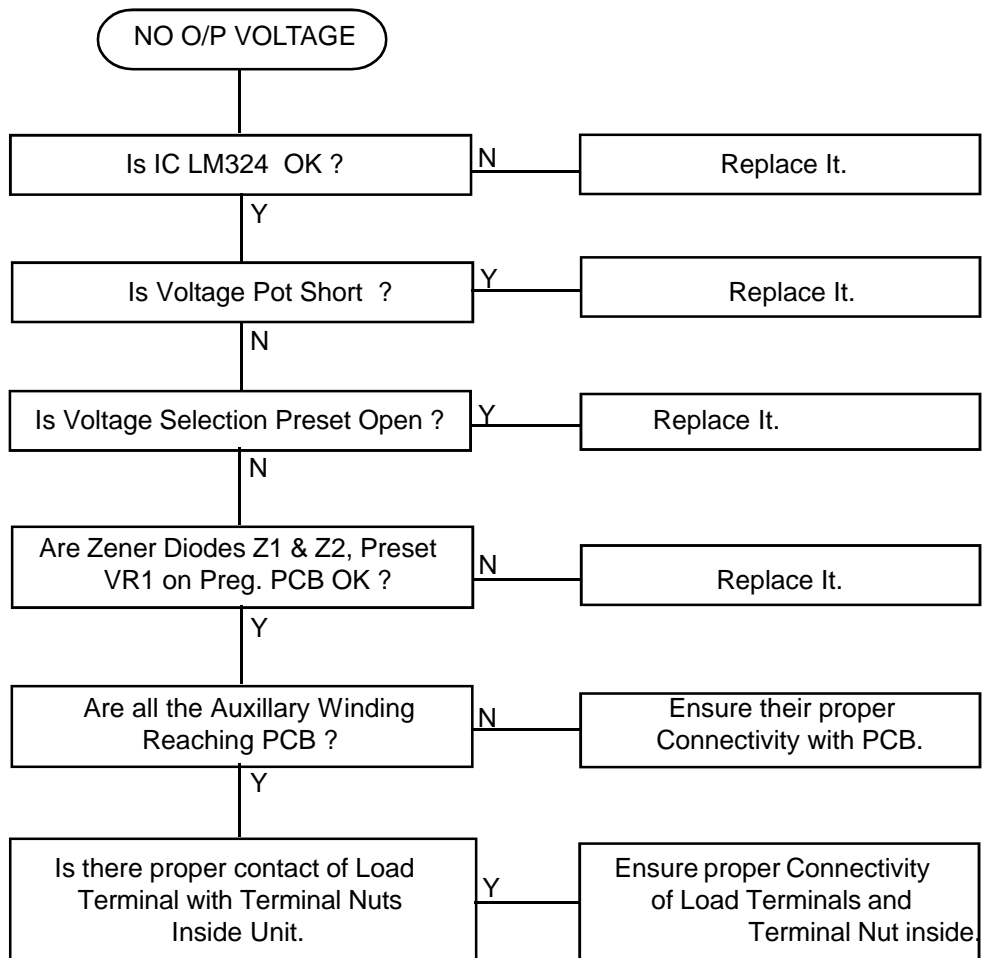 NO O/P VOLTAGE
Is IC LM324 OK ?
N
Replace It.
Y
Is Voltage Pot Short ?
Y
Replace It.
N
Is Voltage Selection Preset Open ?
Y
Replace It.
N
Are Zener Diodes Z1 & Z2, Preset
VR1 on Preg. PCB OK ?
N
Replace It.
Y
Are all the Auxillary Winding
Reaching PCB ?
N
Ensure their proper
Connectivity with PCB.
Y
Is there proper contact of Load
Terminal with Terminal Nuts
Inside Unit.
Y
Ensure proper Connectivity
of Load Terminals and
Terminal Nut inside.